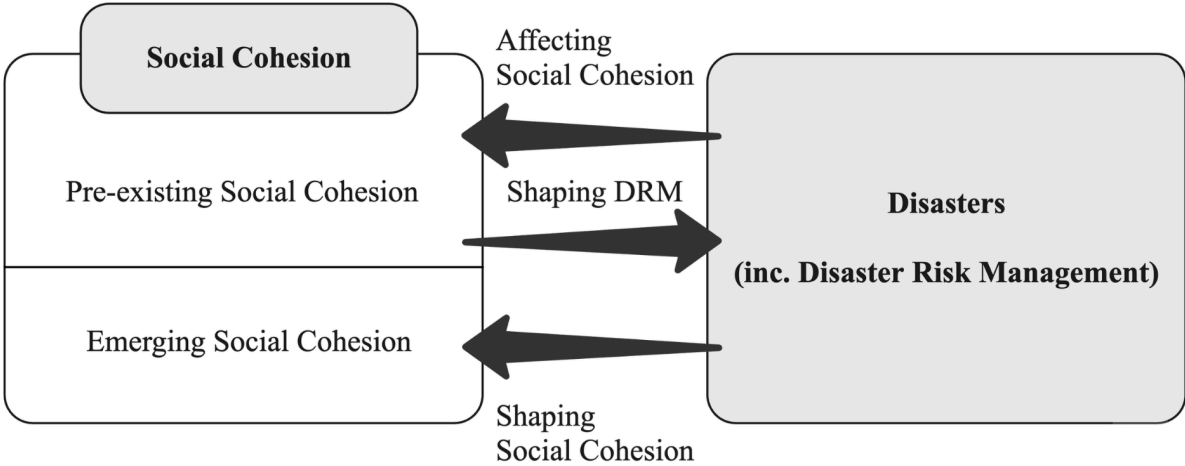 Social Cohesion
Affecting
Social Cohesion
Pre-existing Social Cohesion
Shaping DRM
Disasters
(inc. Disaster Risk Management)
Emerging Social Cohesion
Shaping
Social Cohesion